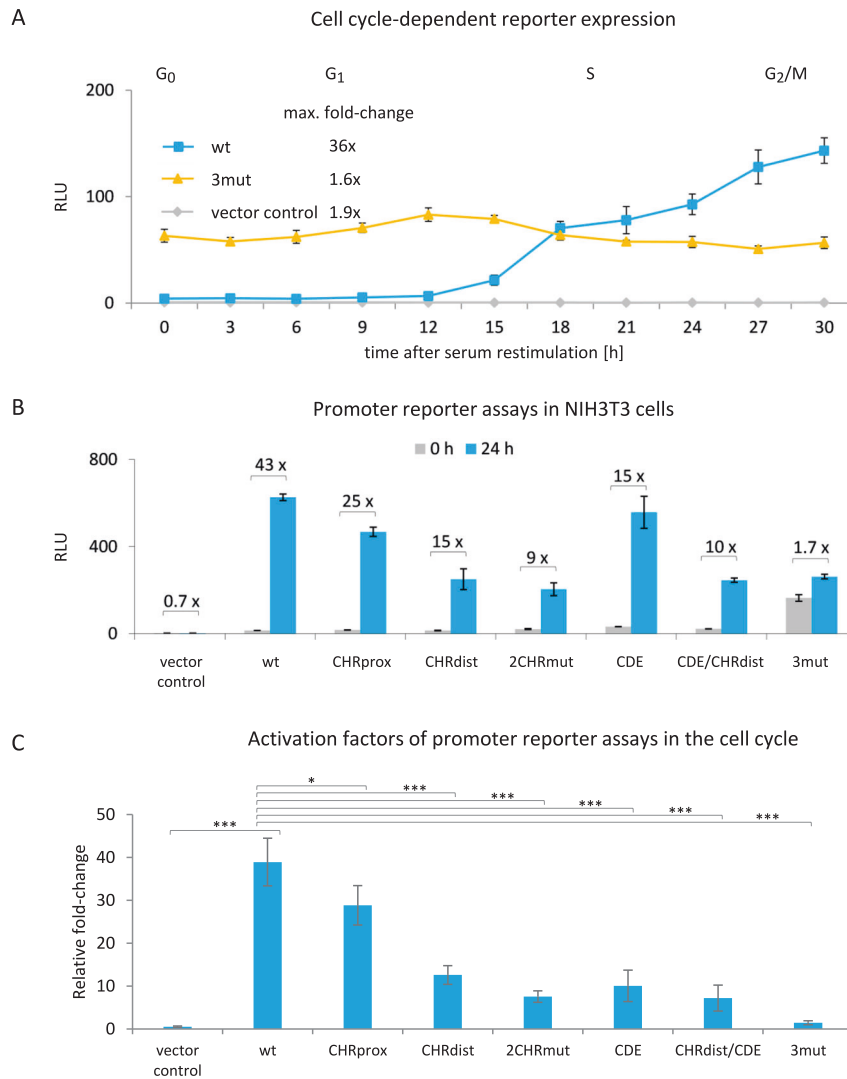 A
Cell cycle-dependent reporter expression
G0 G1 S G2/M
200
max. fold-change
wt 36x
3mut 1.6x
vector control 1.9x
100
0
RLU
0 3 6 9 12 15 18 21 24 27 30
time after serum restimulation [h]
B
Promoter reporter assays in NIH3T3 cells
0 h 24 h
800
400
0
RLU
0.7 x 43 x 25 x 15 x 9 x 15 x 10 x 1.7 x
vector control wt CHRprox CHRdist 2CHRmut CDE CDE/CHRdist 3mut
C
Activation factors of promoter reporter assays in the cell cycle
*
***
***
***
***
***
***
50
40
30
20
10
0
Relative fold-change
vector control wt CHRprox CHRdist 2CHRmut CDE CHRdist/CDE 3mut